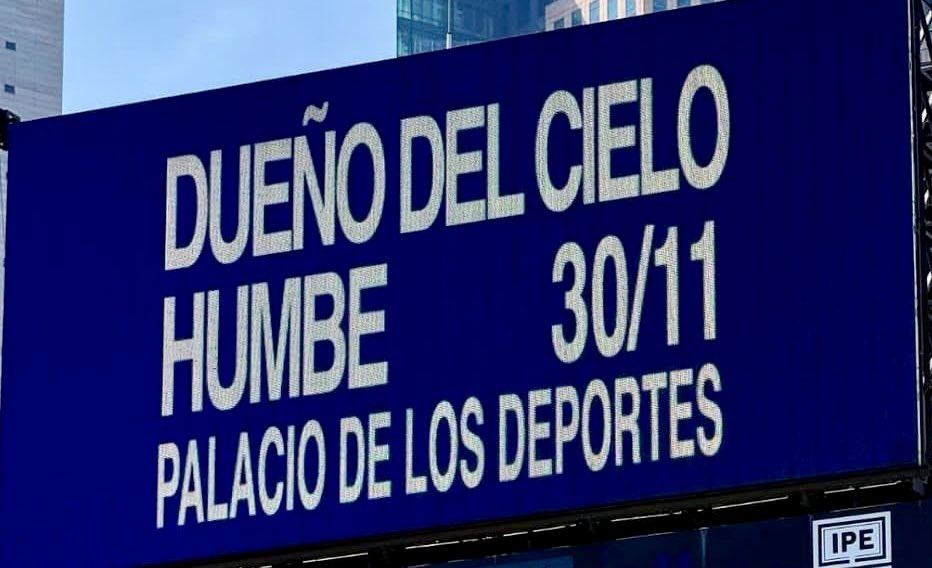 DUEÑO DEL CIELO
HUMBE 30/11
PALACIO DE LOS DEPORTES
IPE